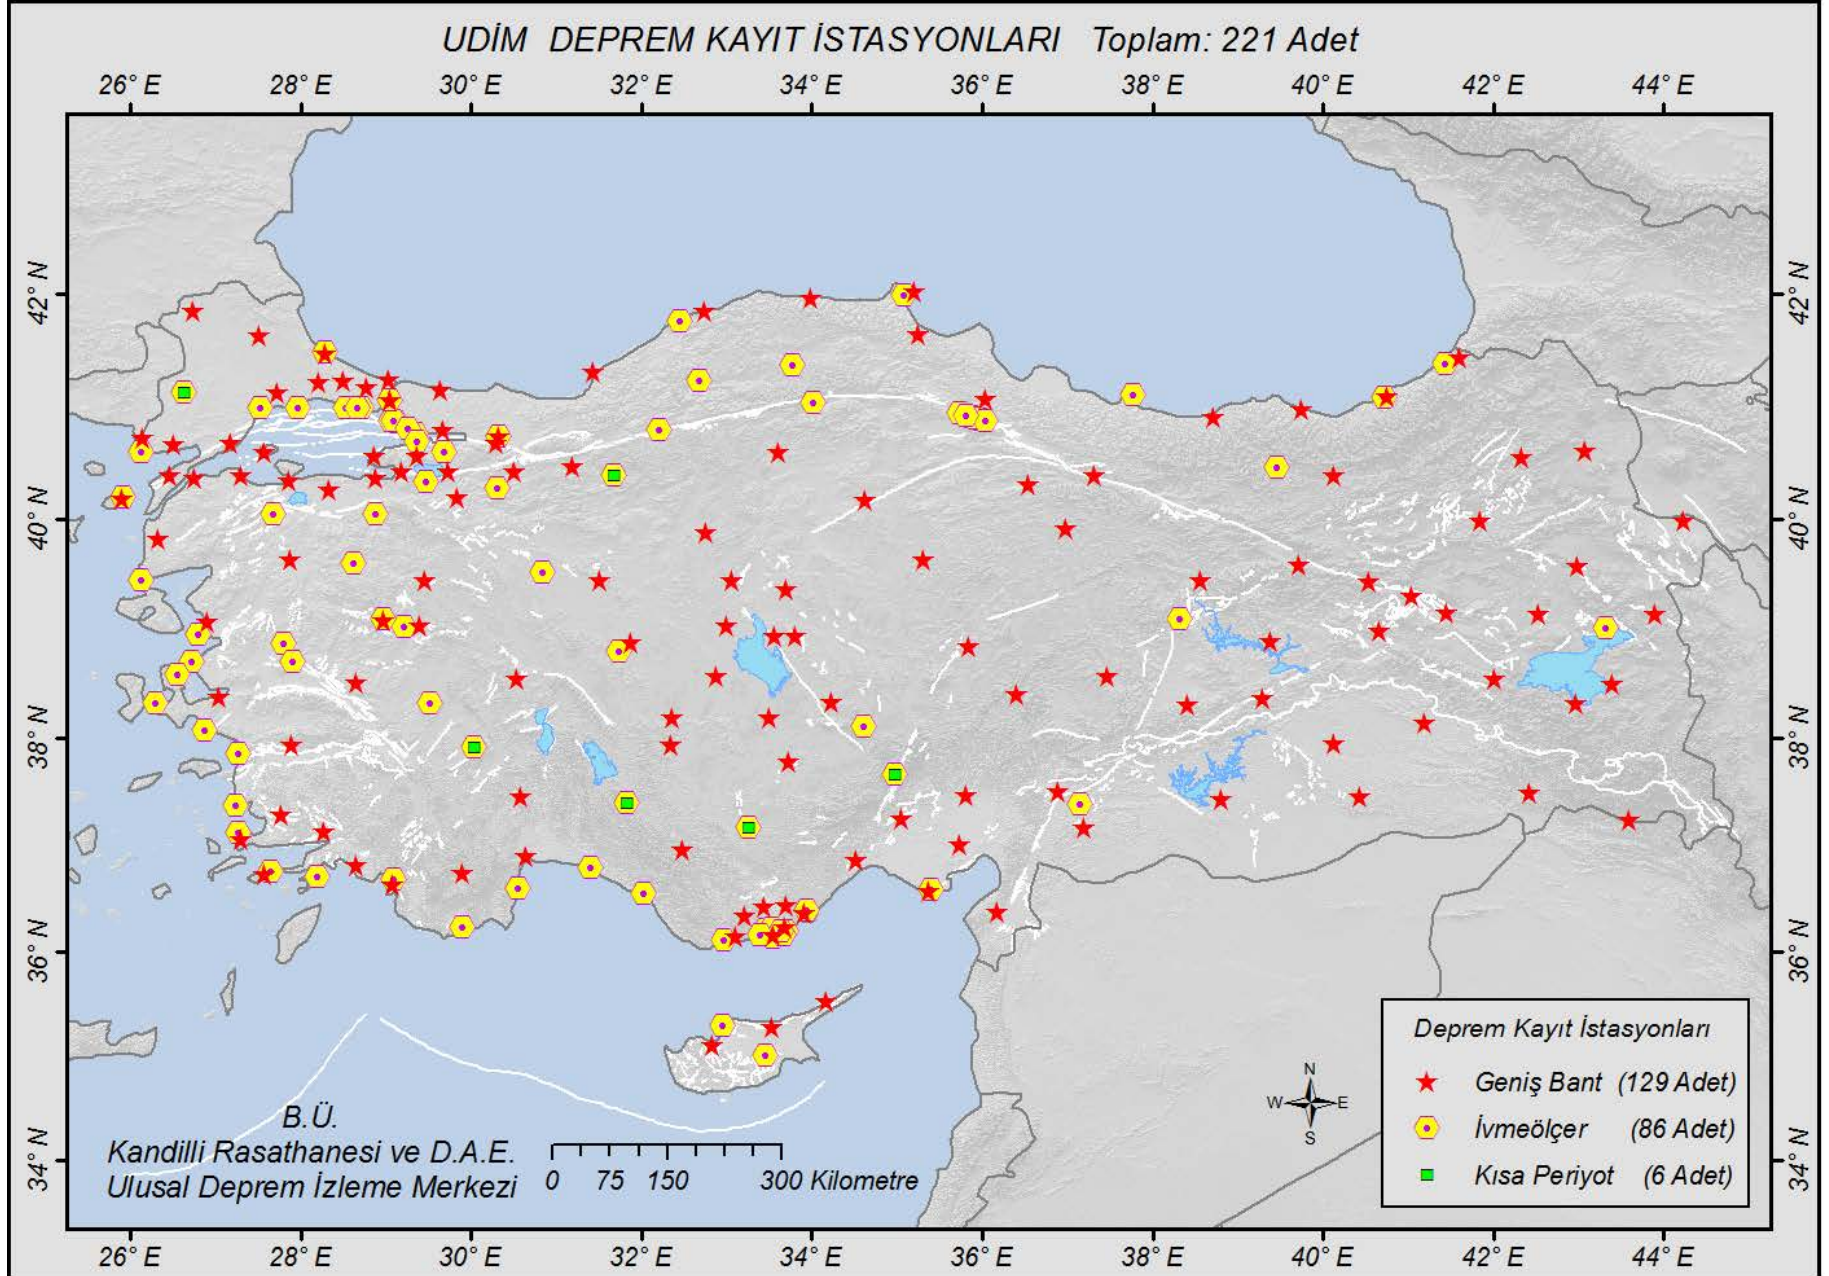 UDİM DEPREM KAYIT İSTASYONLARI Toplam: 221 Adet
26° E 28° E 30° E 32° E 34° E 36° E 38° E 40° E 42° E 44° E
42° N 42° N
40° N 40° N
38° N 38° N
36° N 36° N
34° N 34° N
Deprem Kayıt İstasyonları
Geniş Bant (129 Adet)
İvmeölçer (86 Adet)
Kısa Periyot (6 Adet)
N
W E
S
B.Ü.
Kandilli Rasathanesi ve D.A.E.
Ulusal Deprem İzleme Merkezi
0 75 150 300 Kilometre
26° E 28° E 30° E 32° E 34° E 36° E 38° E 40° E 42° E 44° E